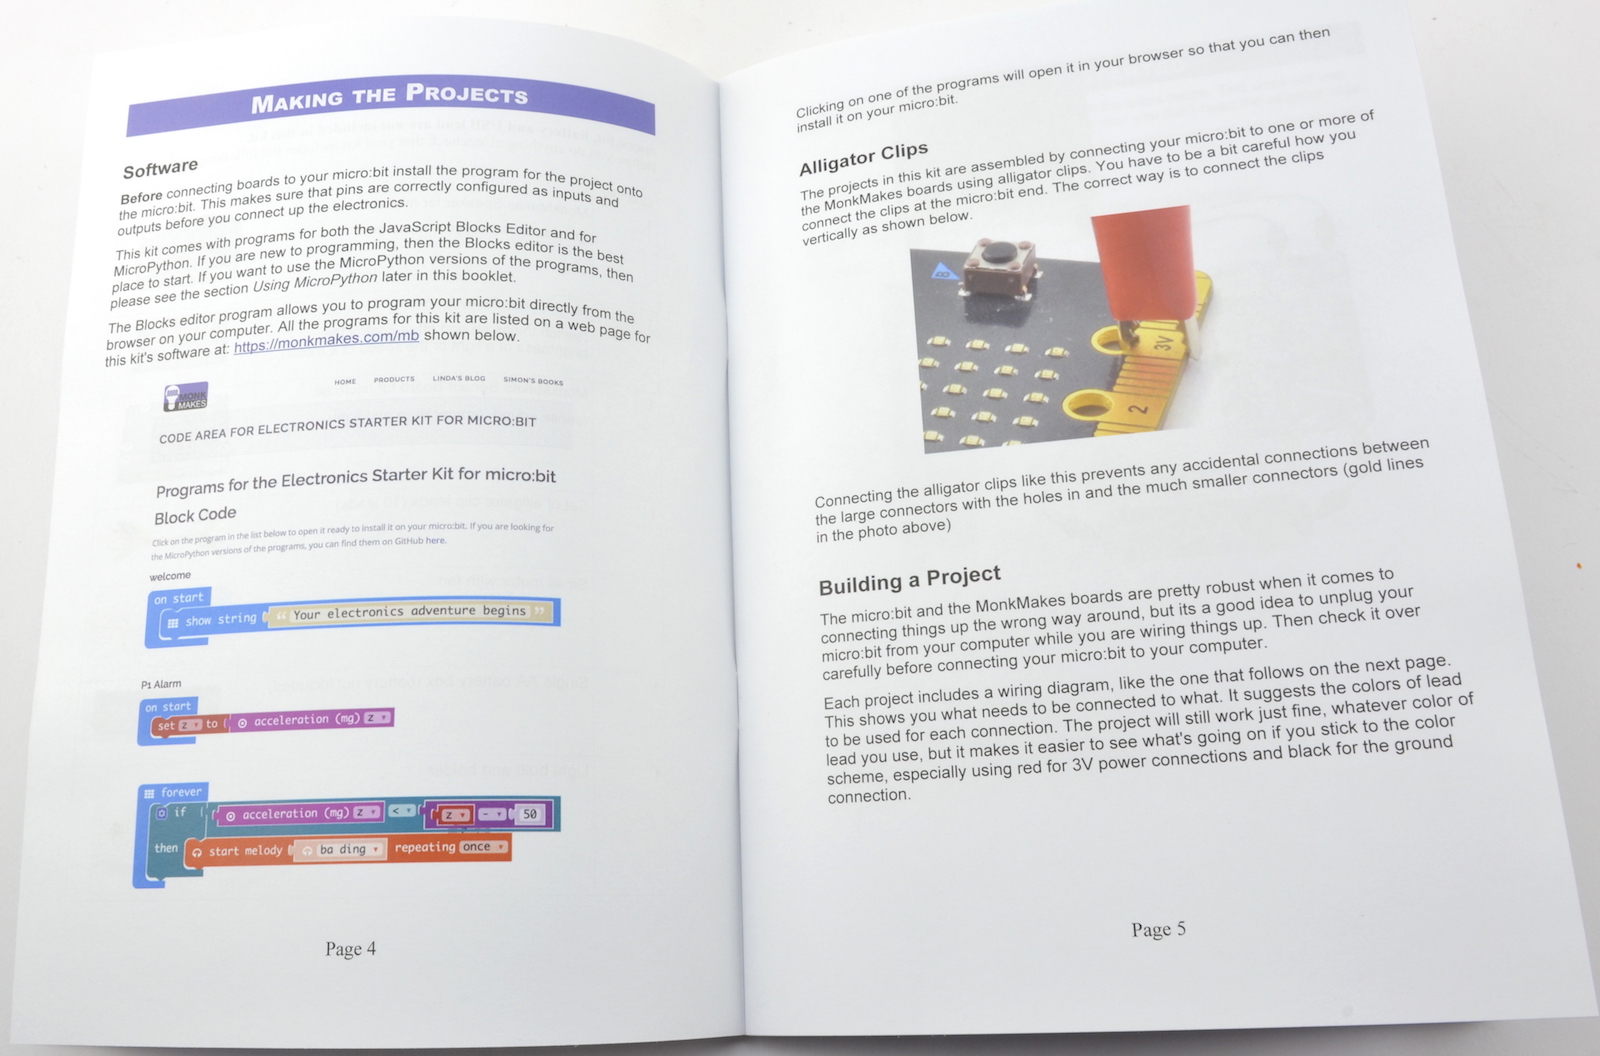 MAKING THE PROJECTS
Software
Before connecting boards to your micro:bit install the program for the project onto
the micro:bit. This makes sure that pins are correctly configured as inputs and
outputs before you connect up the electronics.
This kit comes with programs for both the JavaScript Blocks Editor and for
MicroPython. If you are new to programming, then the Blocks editor is the best
place to start. If you want to use the MicroPython versions of the programs, then
please see the section Using MicroPython later in this booklet.
The Blocks editor program allows you to program your micro:bit directly from the
browser on your computer. All the programs for this kit are listed on a web page for
this kit's software at: https://monkmakes.com/mb shown below.
MONK
MAKES
HOME PRODUCTS LINDA'S BLOG SIMON'S BOOKS
CODE AREA FOR ELECTRONICS STARTER KIT FOR MICRO:BIT
Programs for the Electronics Starter Kit for micro:bit
Block Code
Click on the program in the list below to open it ready to install it on your micro:bit. If you are looking for
the MicroPython versions of the programs, you can find them on GitHub here.
welcome
on start
show string “ Your electronics adventure begins ”
P1 Alarm
on start
set z to acceleration (mg) z
forever
if acceleration (mg) z < z - 50
then start melody ba ding repeating once
Page 4
Clicking on one of the programs will open it in your browser so that you can then
install it on your micro:bit.
Alligator Clips
The projects in this kit are assembled by connecting your micro:bit to one or more of
the MonkMakes boards using alligator clips. You have to be a bit careful how you
connect the clips at the micro:bit end. The correct way is to connect the clips
vertically as shown below.
B
3V
2
Connecting the alligator clips like this prevents any accidental connections between
the large connectors with the holes in and the much smaller connectors (gold lines
in the photo above)
Building a Project
The micro:bit and the MonkMakes boards are pretty robust when it comes to
connecting things up the wrong way around, but its a good idea to unplug your
micro:bit from your computer while you are wiring things up. Then check it over
carefully before connecting your micro:bit to your computer.
Each project includes a wiring diagram, like the one that follows on the next page.
This shows you what needs to be connected to what. It suggests the colors of lead
to be used for each connection. The project will still work just fine, whatever color of
lead you use, but it makes it easier to see what's going on if you stick to the color
scheme, especially using red for 3V power connections and black for the ground
connection.
Page 5